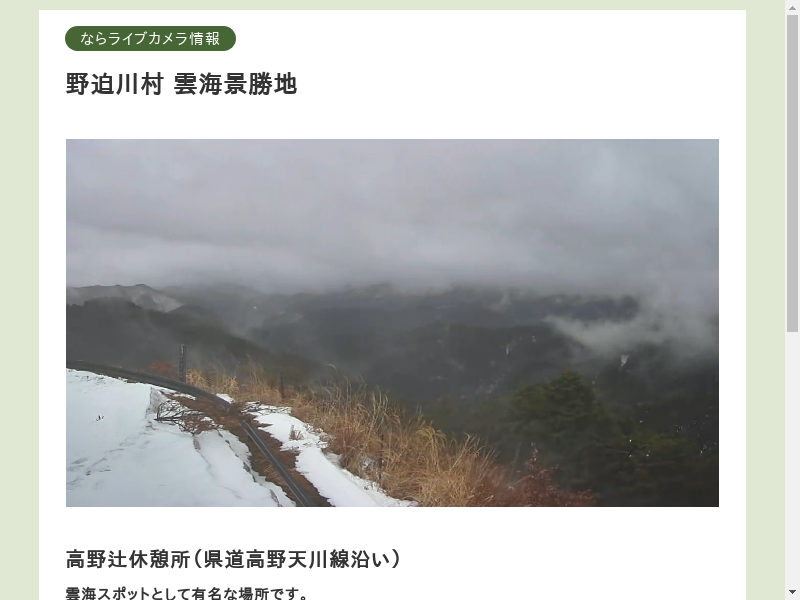 ならライブカメラ情報
野迫川村 雲海景勝地
高野辻休憩所（県道高野天川線沿い）
雲海スポットとして有名な場所です。